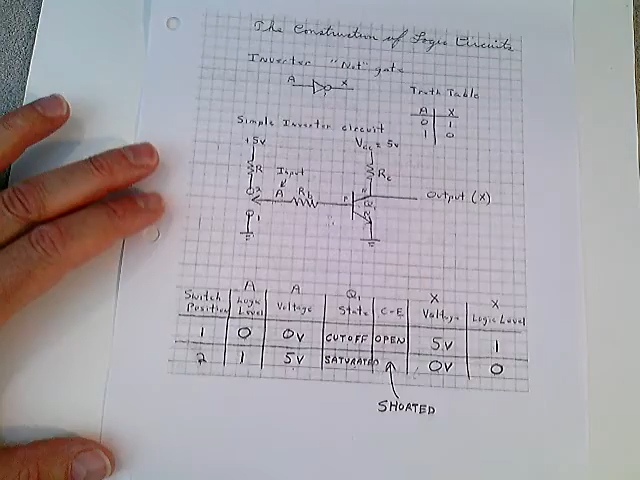 The Construction of Logic Circuits
Inverter "Not" gate
A X
Truth Table
A X
0 1
1 0
Simple Inverter circuit
+5v
Vcc = 5v
R
Input
Rc
2
A
Rb
P
N
Q1
N
Output (X)
1
A A Q1 X X
Switch Position Logic Level Voltage State C-E Voltage Logic Level
1 0 0V CUTOFF OPEN 5V 1
2 1 5V SATURATED 0V 0
SHORTED